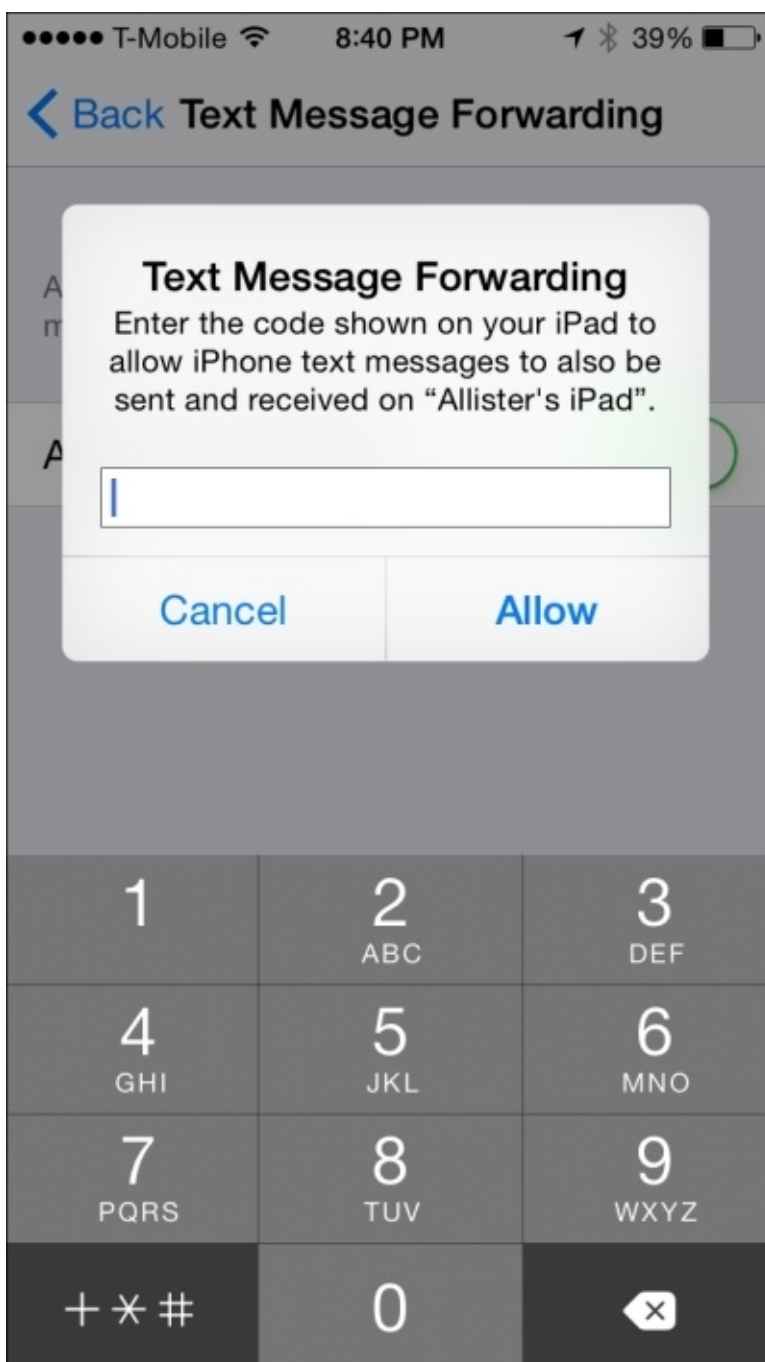 T-Mobile 8:40 PM 39%
Back Text Message Forwarding
Text Message Forwarding
Enter the code shown on your iPad to
allow iPhone text messages to also be
sent and received on “Allister's iPad”.
Cancel Allow
1 2 3
ABC DEF
4 5 6
GHI JKL MNO
7 8 9
PQRS TUV WXYZ
+*# 0